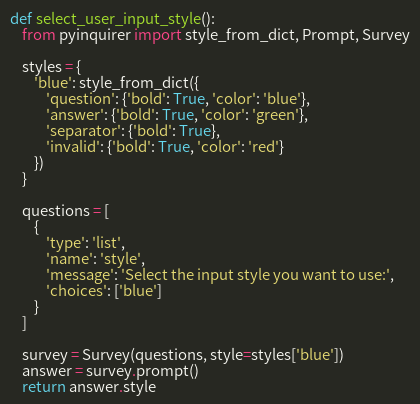 def select_user_input_style():
    from pyinquirer import style_from_dict, Prompt, Survey

    styles = {
        'blue': style_from_dict({
            'question': {'bold': True, 'color': 'blue'},
            'answer': {'bold': True, 'color': 'green'},
            'separator': {'bold': True},
            'invalid': {'bold': True, 'color': 'red'}
        })
    }

    questions = [
        {
            'type': 'list',
            'name': 'style',
            'message': 'Select the input style you want to use:',
            'choices': ['blue']
        }
    ]

    survey = Survey(questions, style=styles['blue'])
    answer = survey.prompt()
    return answer.style